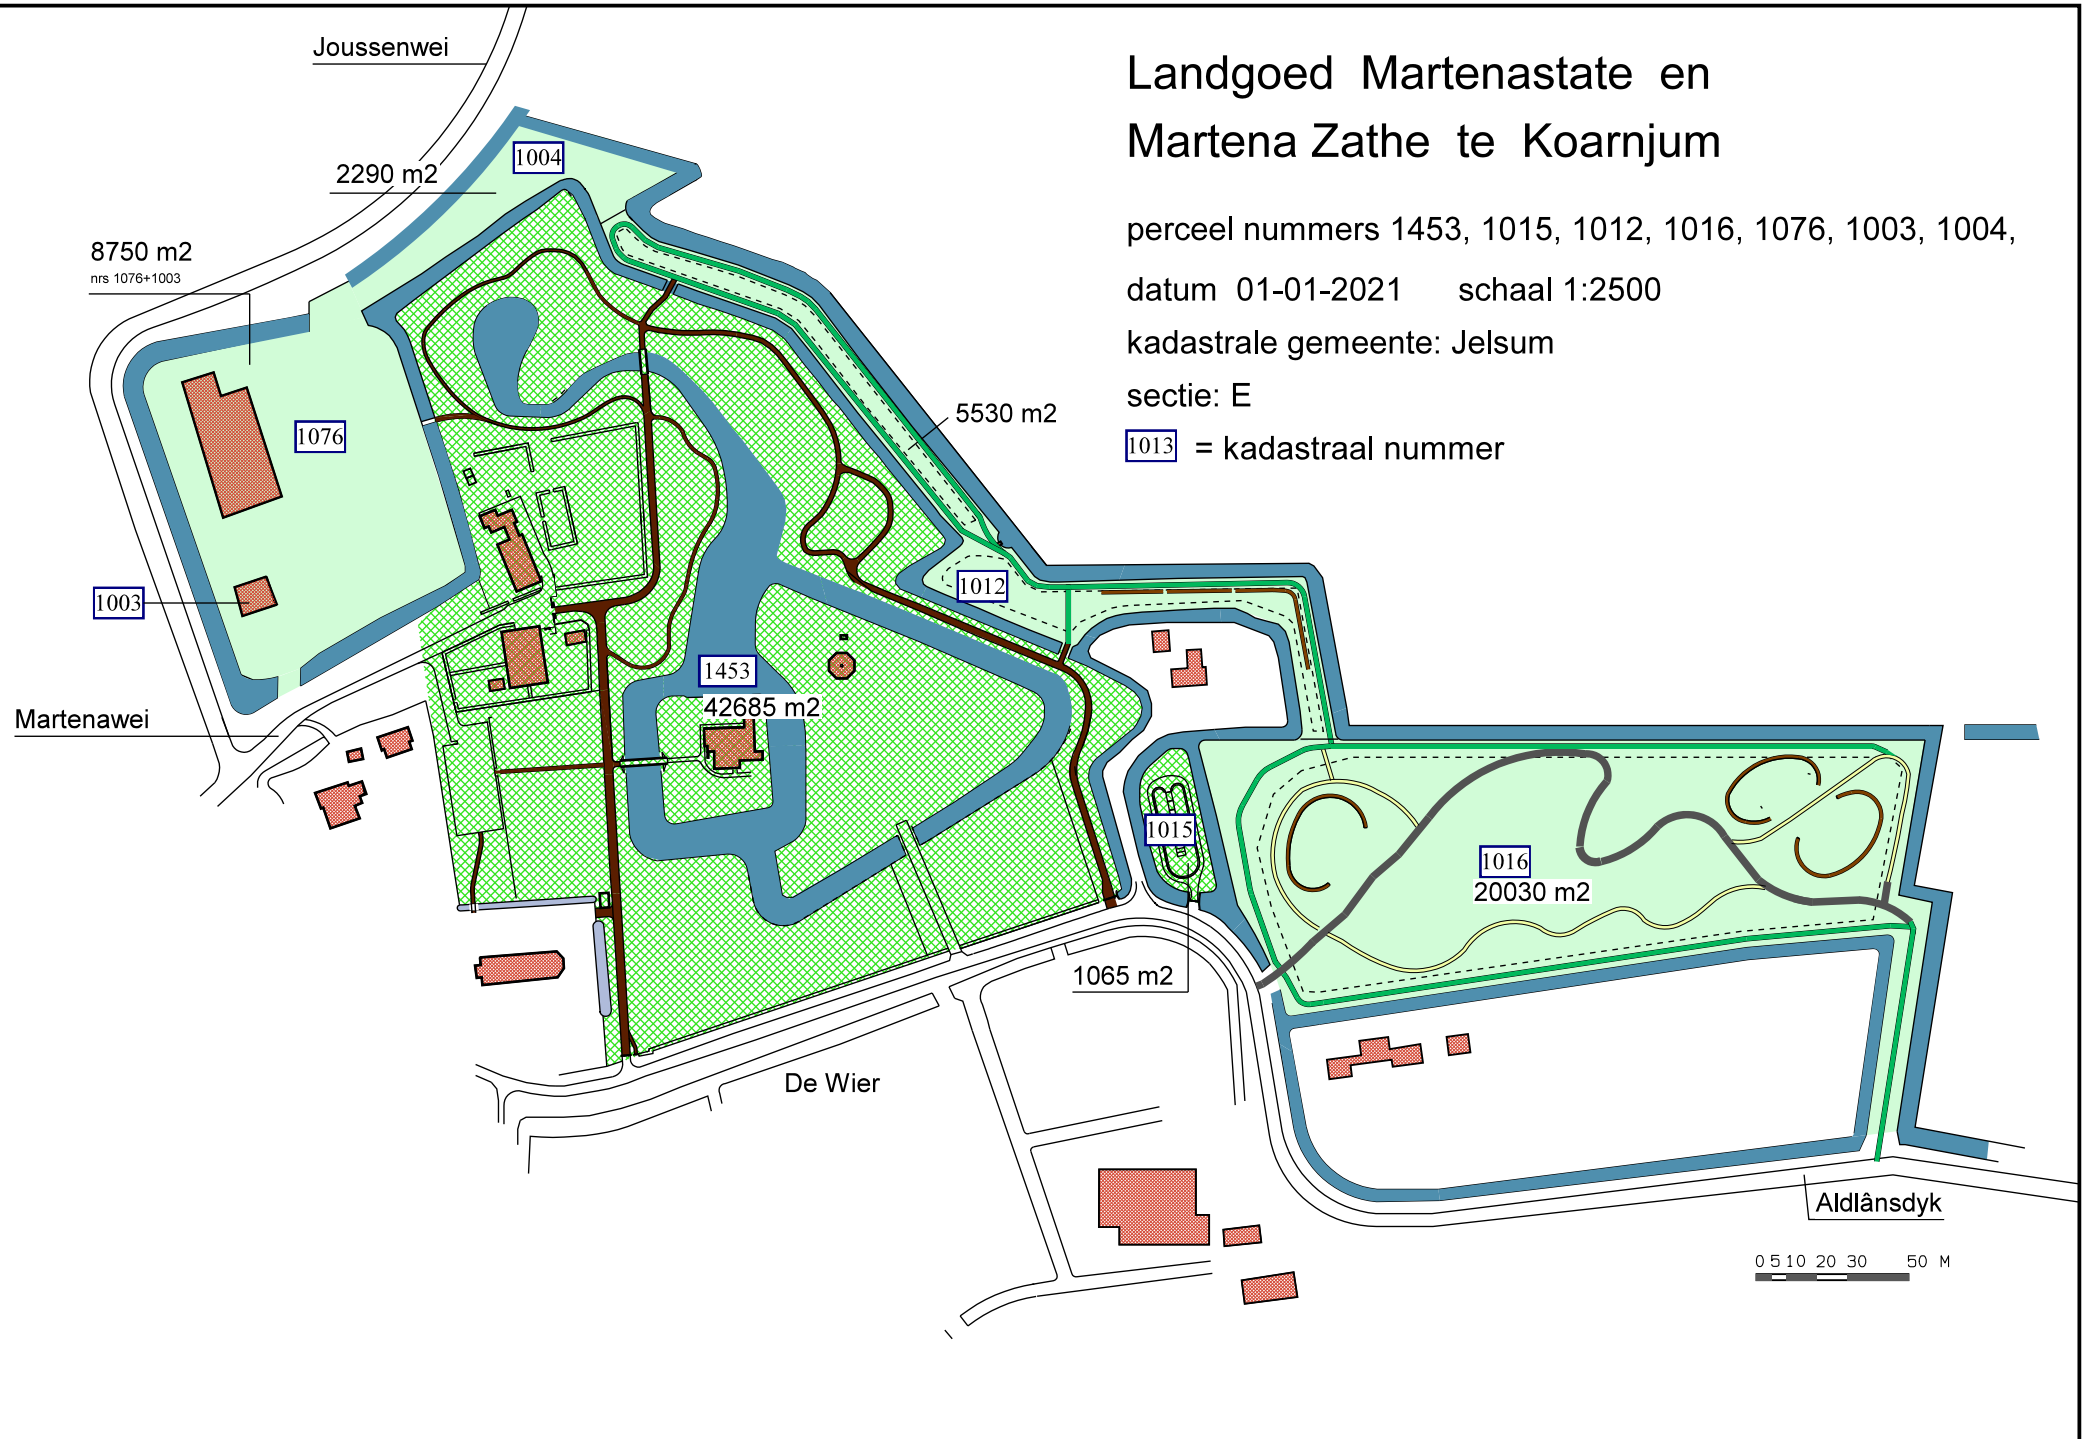 Landgoed Martenastate en
Martena Zathe te Koarnjum
perceel nummers 1453, 1015, 1012, 1016, 1076, 1003, 1004,
datum 01-01-2021 schaal 1:2500
kadastrale gemeente: Jelsum
sectie: E
1013 = kadastraal nummer
Joussenwei
1004
2290 m2
8750 m2
nrs 1076+1003
5530 m2
1076
1012
1003
1453
42685 m2
Martenawei
1015
1016
20030 m2
1065 m2
De Wier
Aldlânsdyk
0 5 10 20 30 50 M